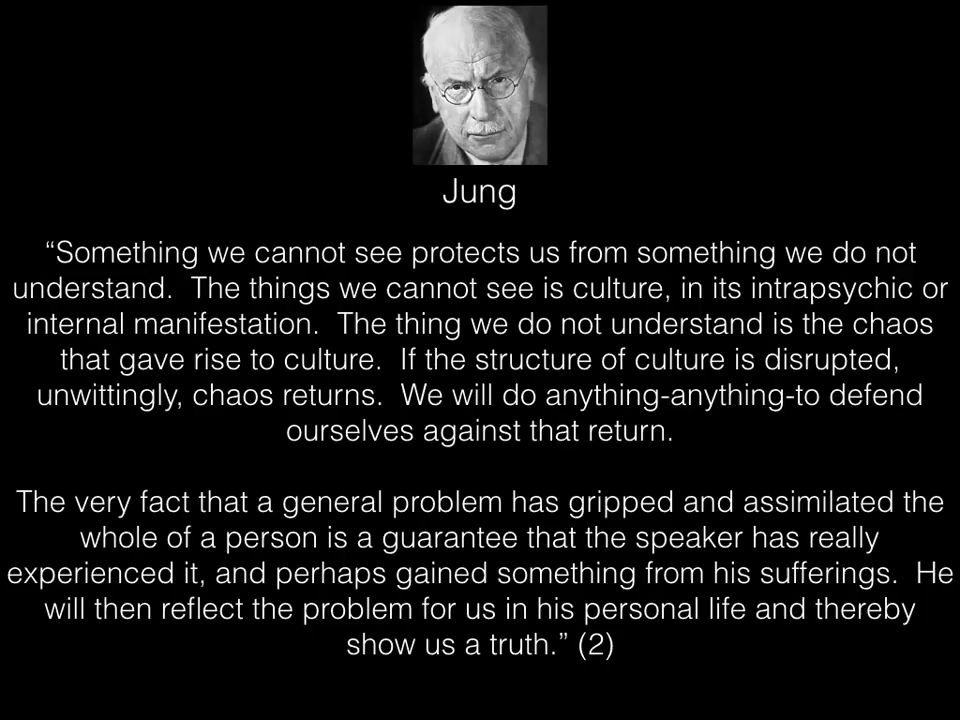 Jung
“Something we cannot see protects us from something we do not
understand.  The things we cannot see is culture, in its intrapsychic or
internal manifestation.  The thing we do not understand is the chaos
that gave rise to culture.  If the structure of culture is disrupted,
unwittingly, chaos returns.  We will do anything-anything-to defend
ourselves against that return.
The very fact that a general problem has gripped and assimilated the
whole of a person is a guarantee that the speaker has really
experienced it, and perhaps gained something from his sufferings.  He
will then reflect the problem for us in his personal life and thereby
show us a truth.” (2)